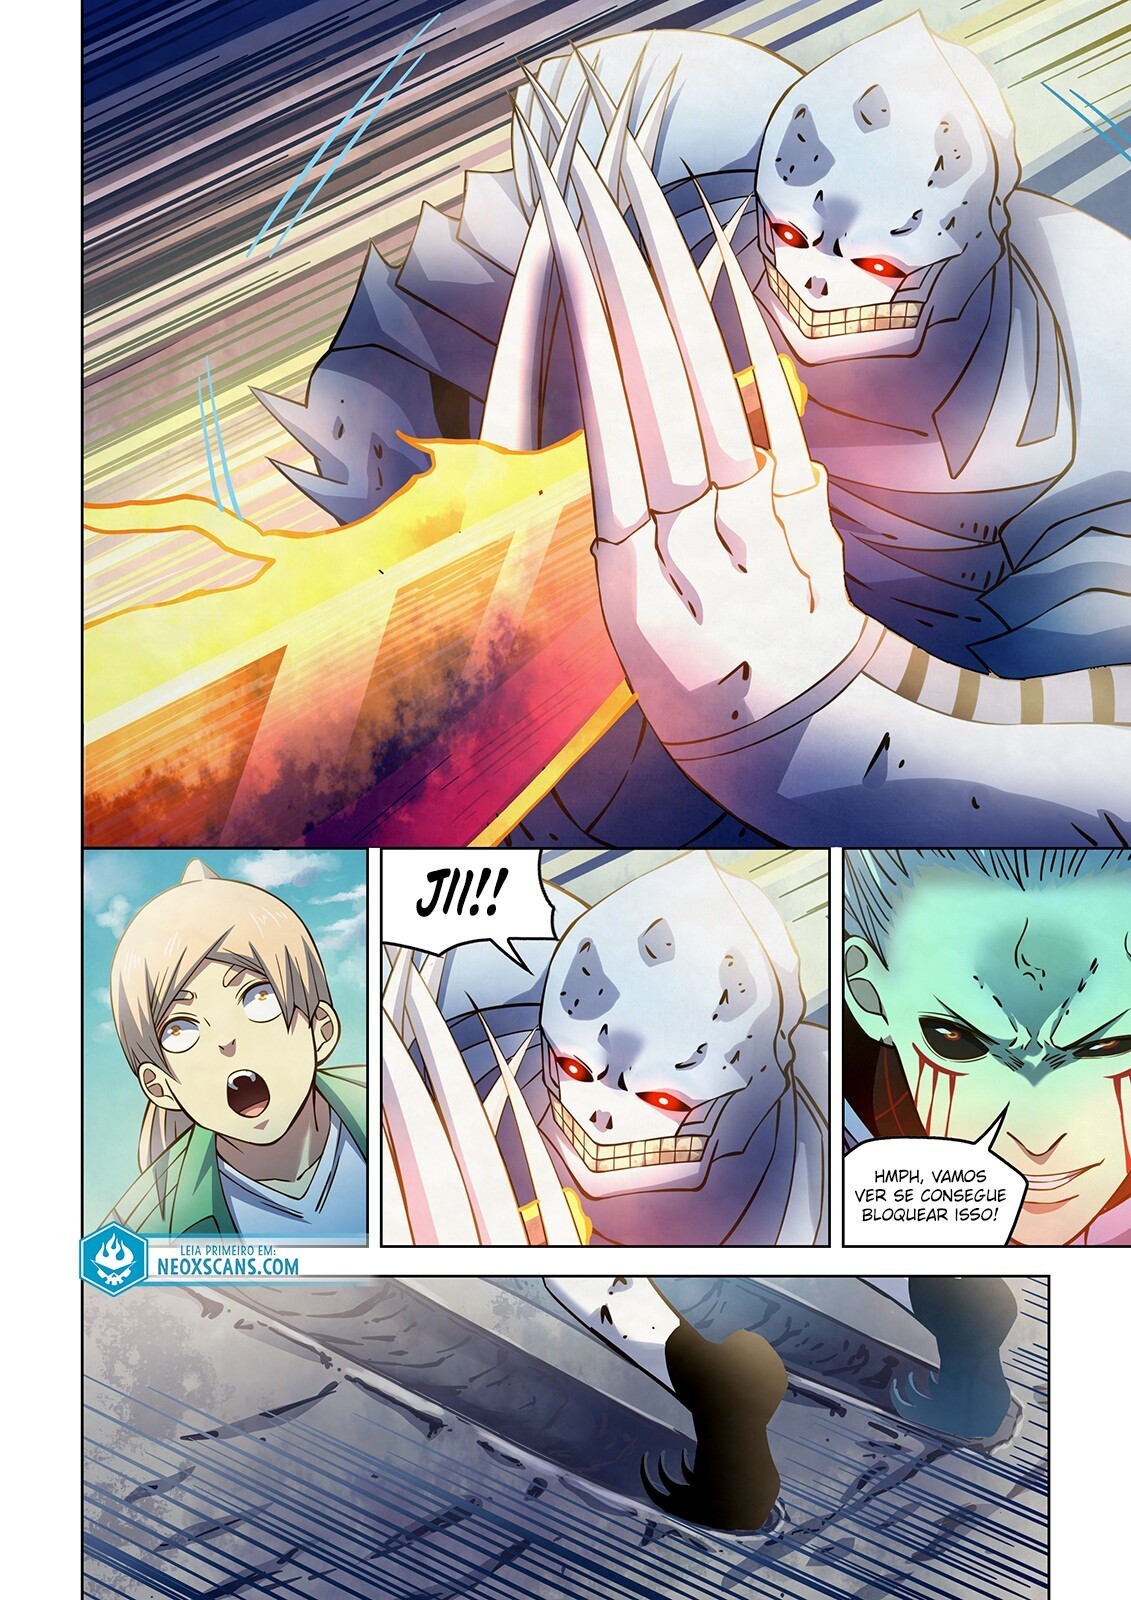 JII!!
HMPH, VAMOS
VER SE CONSEGUE
BLOQUEAR ISSO!
LEIA PRIMEIRO EM:
NEOXSCANS.COM